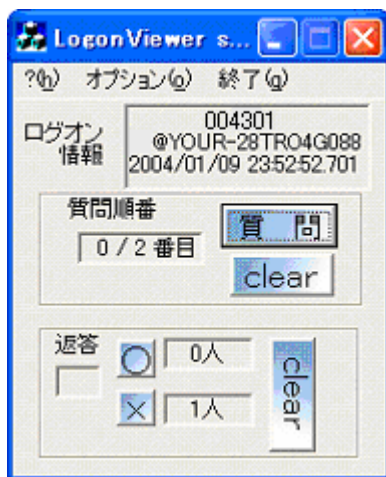 LogonViewer s...
?(h) オプション(o) 終了(q)
ログオン情報
004301
@YOUR-28TRO4G088
2004/01/09 23:52:52.701
質問順番
0 / 2 番目
質 問
clear
返答
○ 0人
× 1人
clear